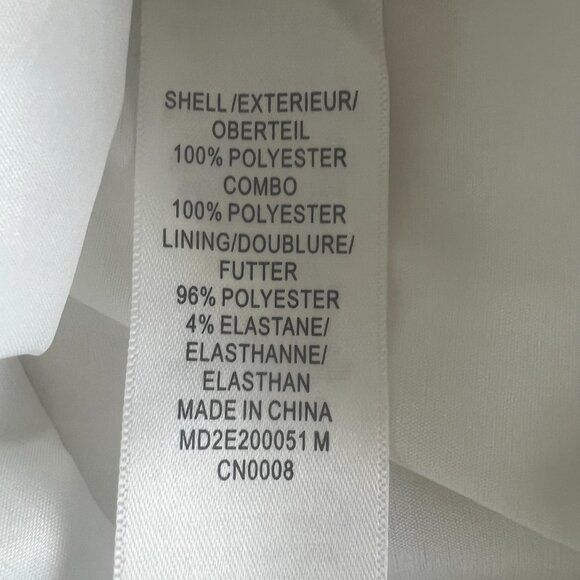 SHELL/EXTERIEUR/
OBERTEIL
100% POLYESTER
COMBO
100% POLYESTER
LINING/DOUBLURE/
FUTTER
96% POLYESTER
4% ELASTANE/
ELASTHANNE/
ELASTHAN
MADE IN CHINA
MD2E200051 M
CN0008